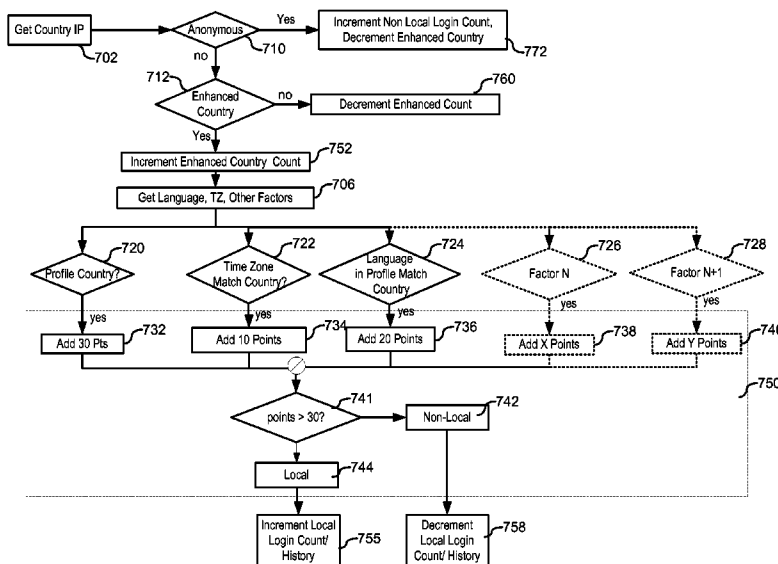 Get Country IP
702
Anonymous
710
Yes
Increment Non Local Login Count,
Decrement Enhanced Country
772
no
712
Enhanced
Country
no
760
Decrement Enhanced Count
Yes
752
Increment Enhanced Country Count
706
Get Language, TZ, Other Factors
720
Profile Country?
722
Time Zone
Match Country?
724
Language
in Profile Match
Country
726
Factor N
728
Factor N+1
yes
yes
yes
yes
yes
Add 30 Pts
732
Add 10 Points
734
Add 20 Points
736
Add X Points
738
Add Y Points
740
750
741
points > 30?
742
Non-Local
744
Local
Increment Local
Login Count/
History
755
Decrement
Local Login
Count/ History
758